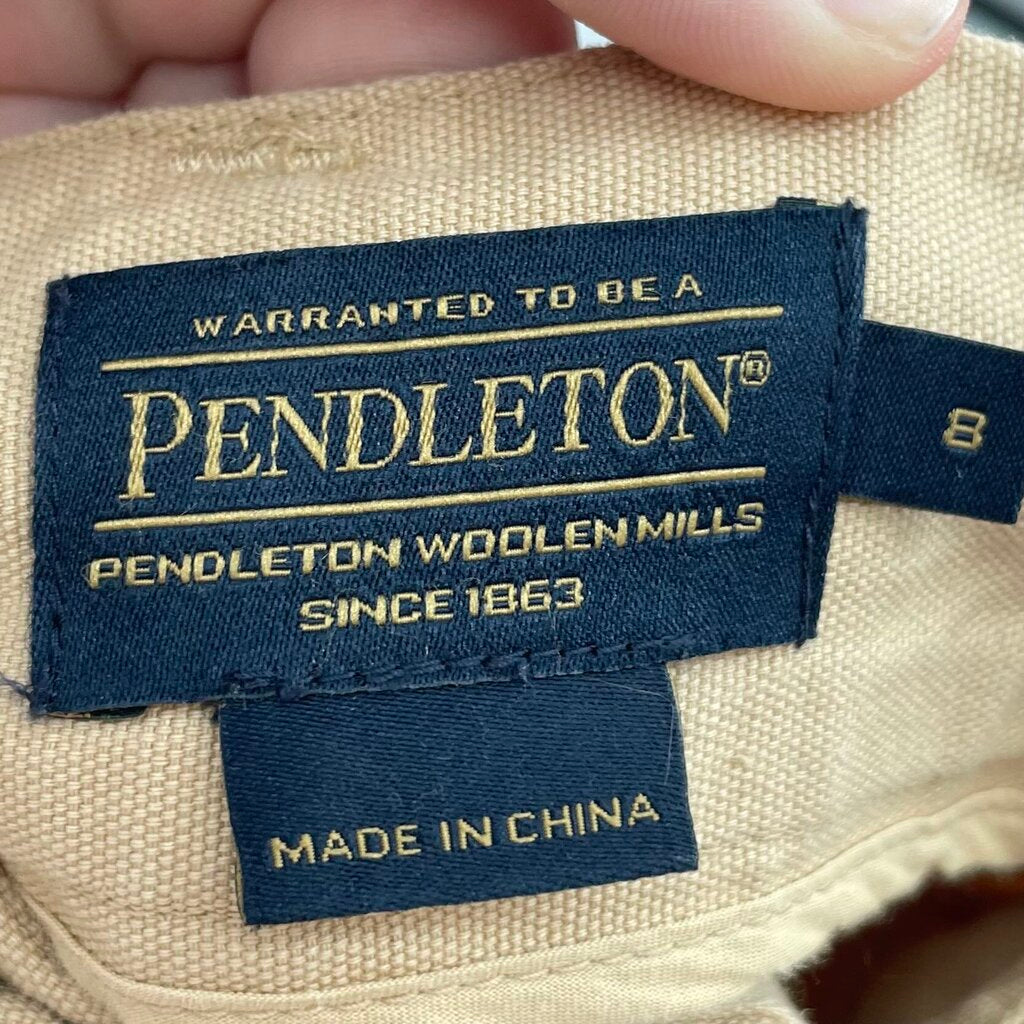 WARRANTED TO BE A
PENDLETON®
PENDLETON WOOLEN MILLS
SINCE 1863
8
MADE IN CHINA